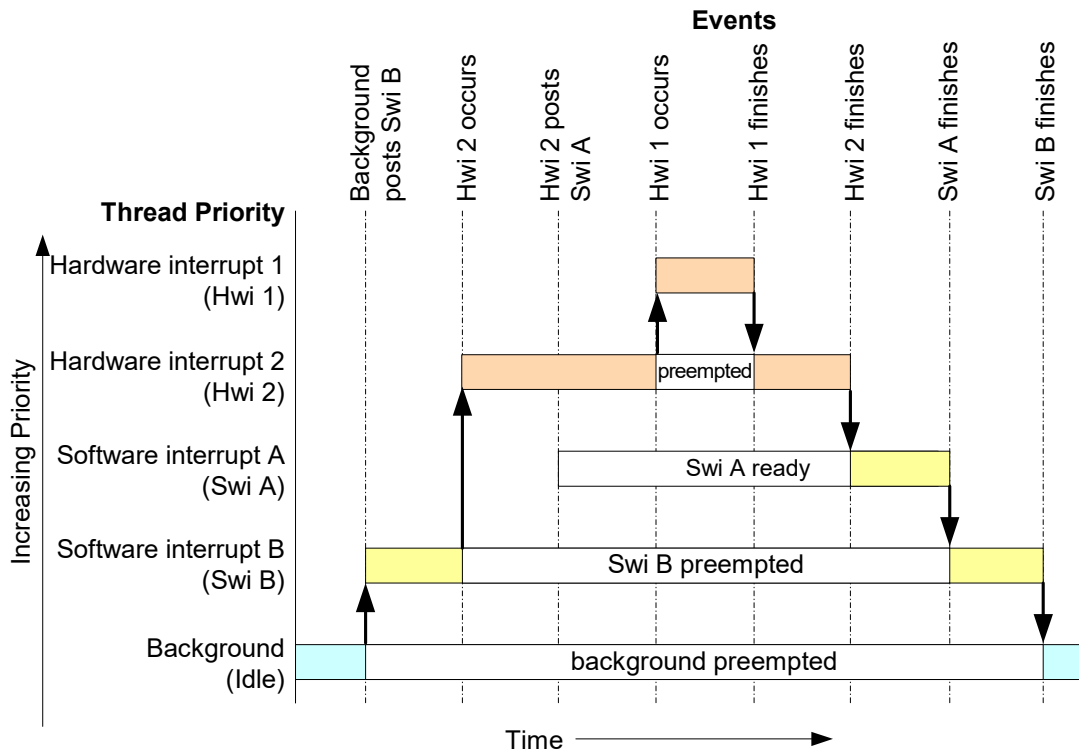 Events
Background
posts Swi B
Hwi 2 occurs
Hwi 2 posts
Swi A
Hwi 1 occurs
Hwi 1 finishes
Hwi 2 finishes
Swi A finishes
Swi B finishes
Thread Priority
Increasing Priority
Hardware interrupt 1
(Hwi 1)
Hardware interrupt 2
(Hwi 2)
preempted
Software interrupt A
(Swi A)
Swi A ready
Software interrupt B
(Swi B)
Swi B preempted
Background
(Idle)
background preempted
Time